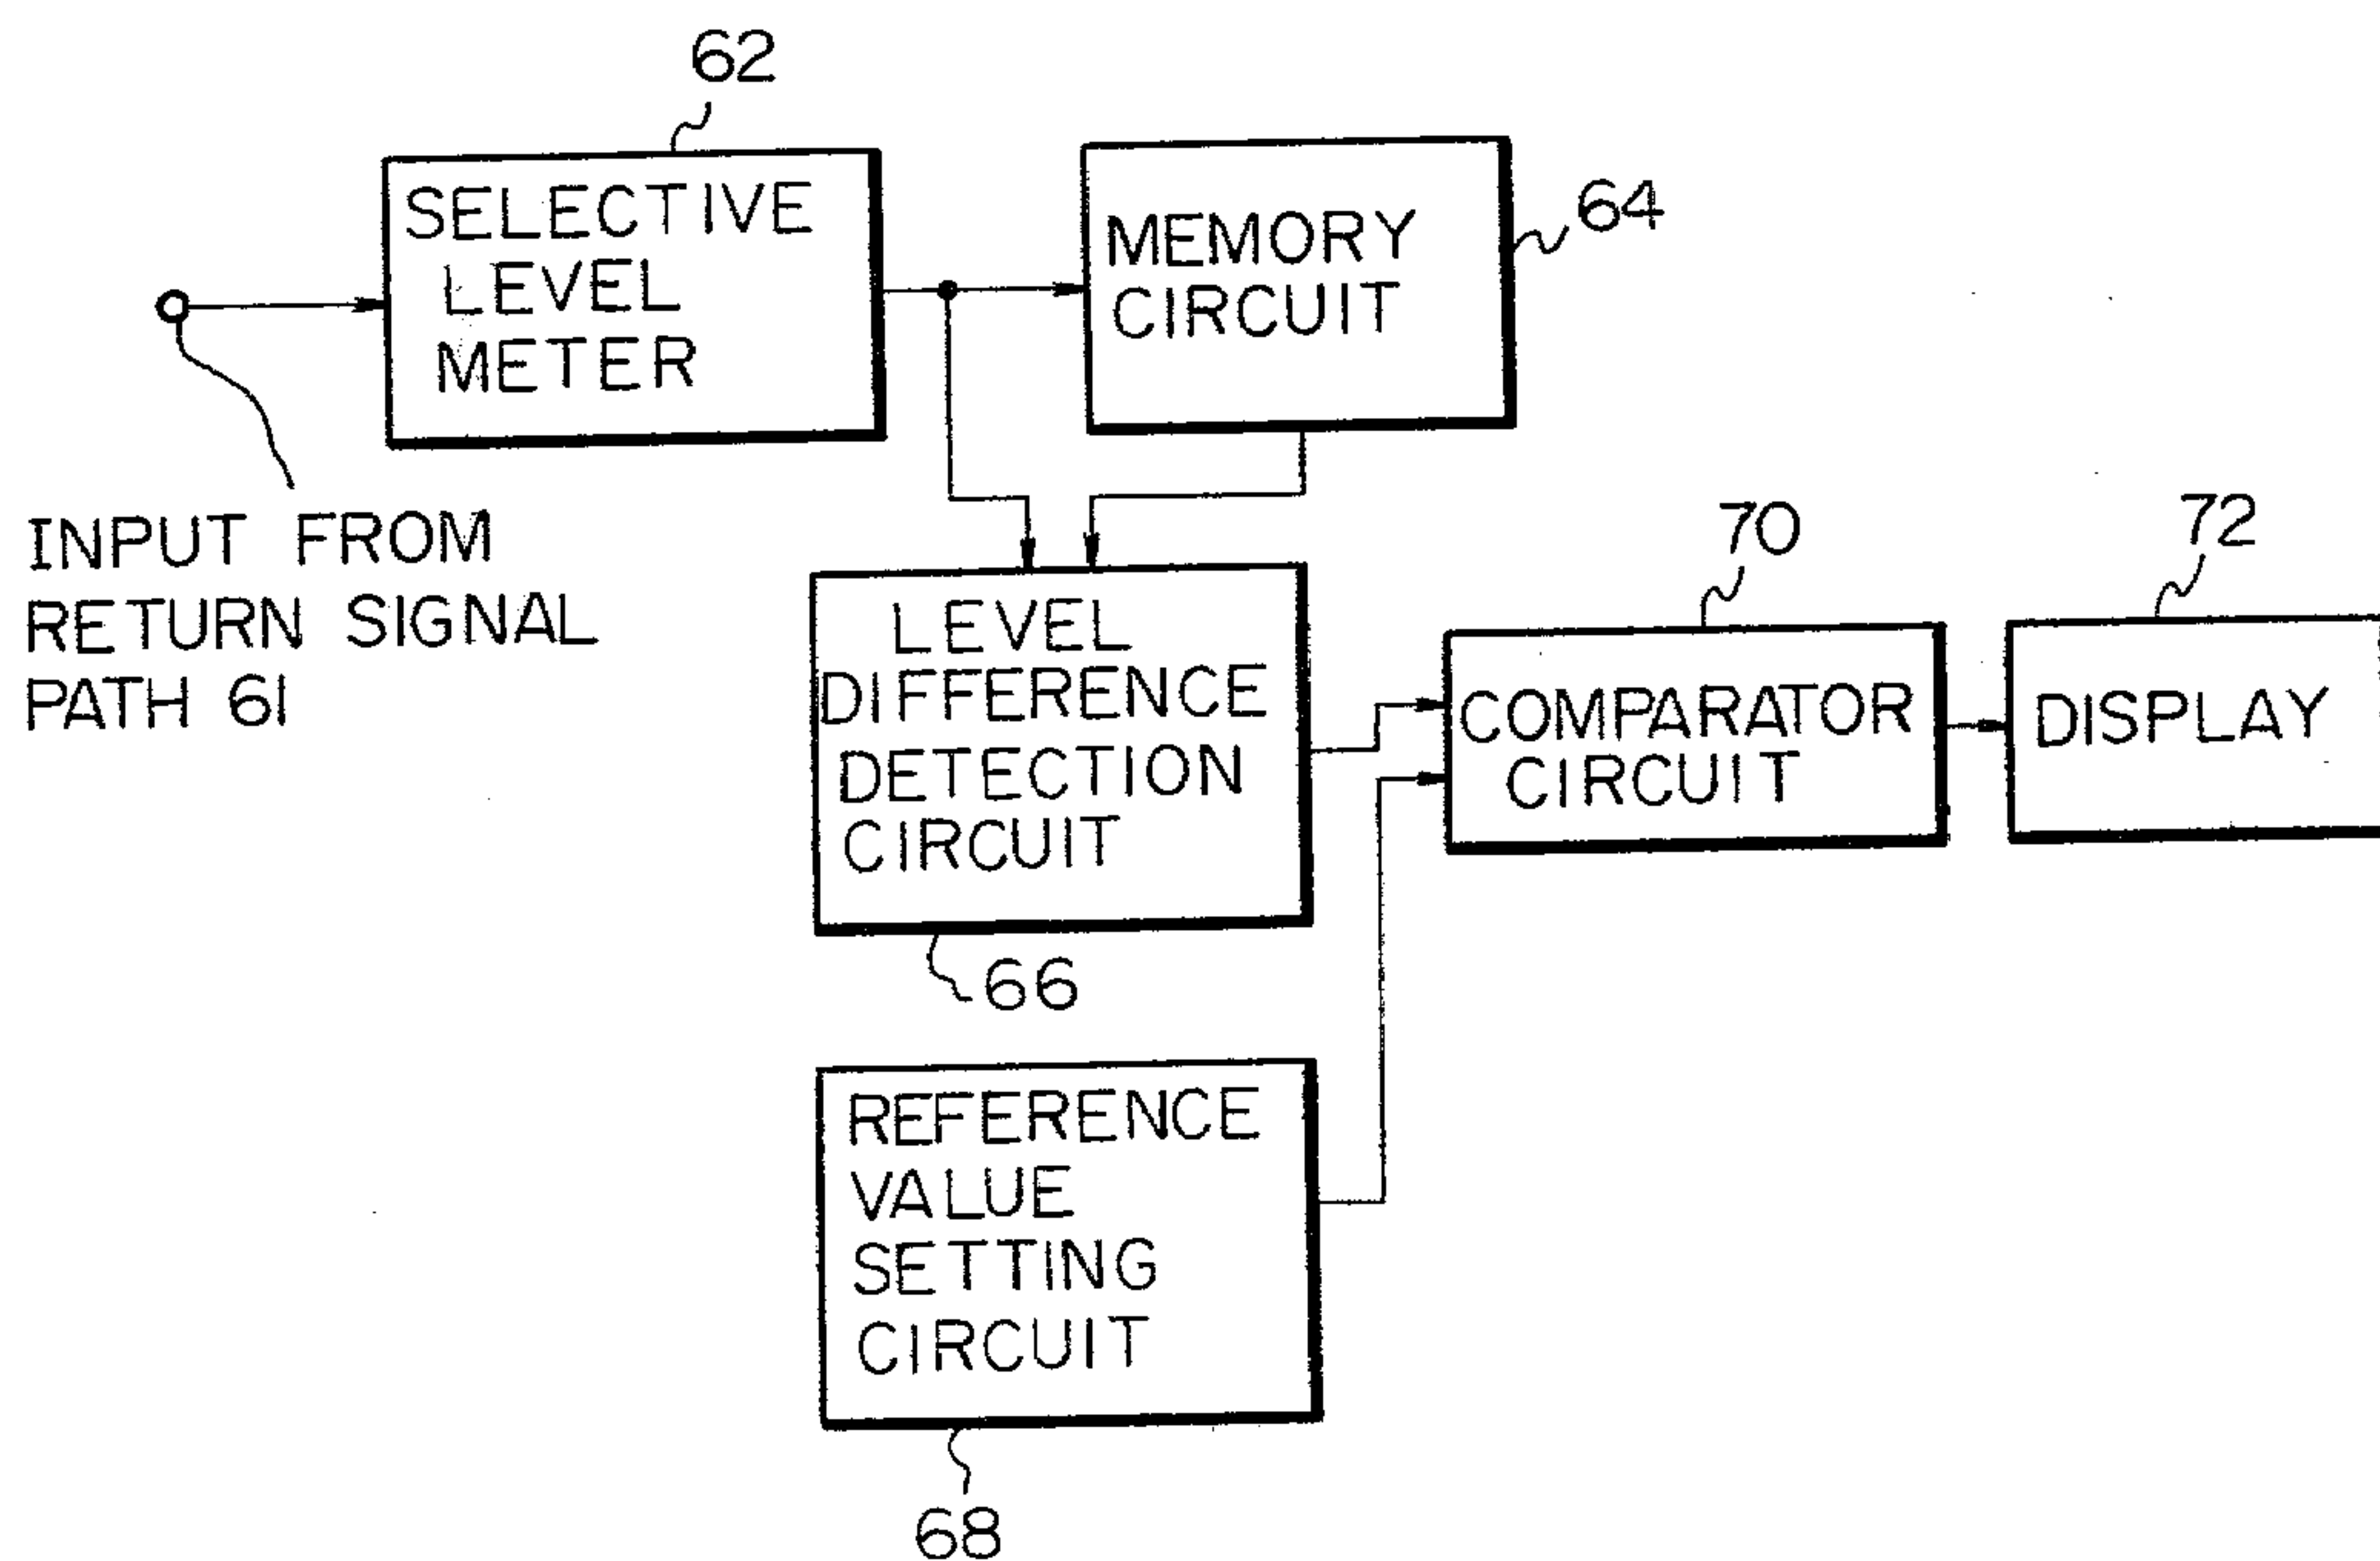 62
SELECTIVE
LEVEL
METER
MEMORY
CIRCUIT
64
INPUT FROM
RETURN SIGNAL
PATH 61
LEVEL
DIFFERENCE
DETECTION
CIRCUIT
66
70
COMPARATOR
CIRCUIT
72
DISPLAY
REFERENCE
VALUE
SETTING
CIRCUIT
68